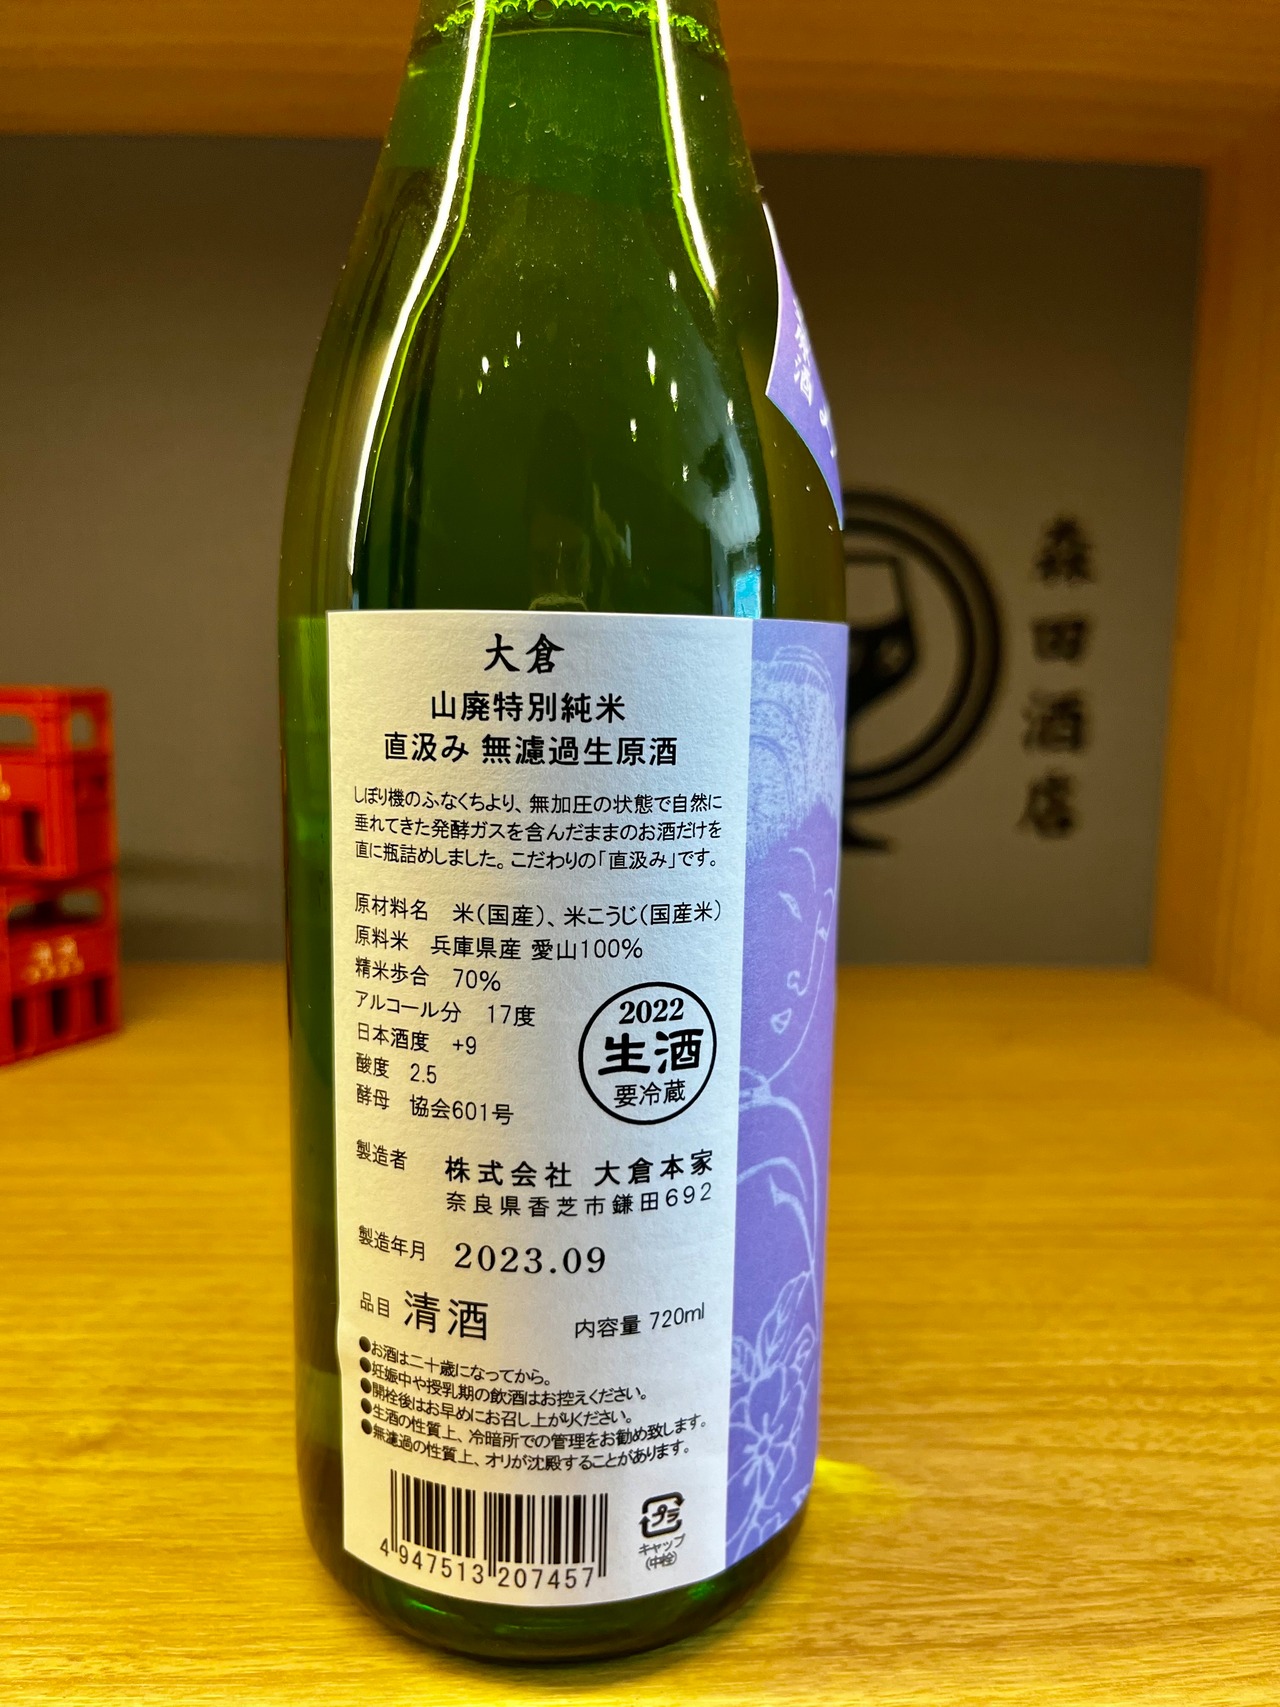 大倉
山廃特別純米
直汲み 無濾過生原酒
しぼり機のふなくちより、無加圧の状態で自然に
垂れてきた発酵ガスを含んだままのお酒だけを
直に瓶詰めしました。こだわりの「直汲み」です。
原材料名 米(国産)、米こうじ(国産米)
原料米 兵庫県産 愛山100%
精米歩合 70%
アルコール分 17度
日本酒度 +9
酸度 2.5
酵母 協会601号
2022
生酒
要冷蔵
製造者 株式会社 大倉本家
奈良県香芝市鎌田692
製造年月 2023.09
品目 清酒 内容量 720ml
●お酒は二十歳になってから。
●妊娠中や授乳期の飲酒はお控えください。
●開栓後はお早めにお召し上がりください。
●生酒の性質上、冷暗所での管理をお勧め致します。
●無濾過の性質上、オリが沈殿することがあります。
4 947513 207457
プラ
キャップ
(中栓)
森田酒店